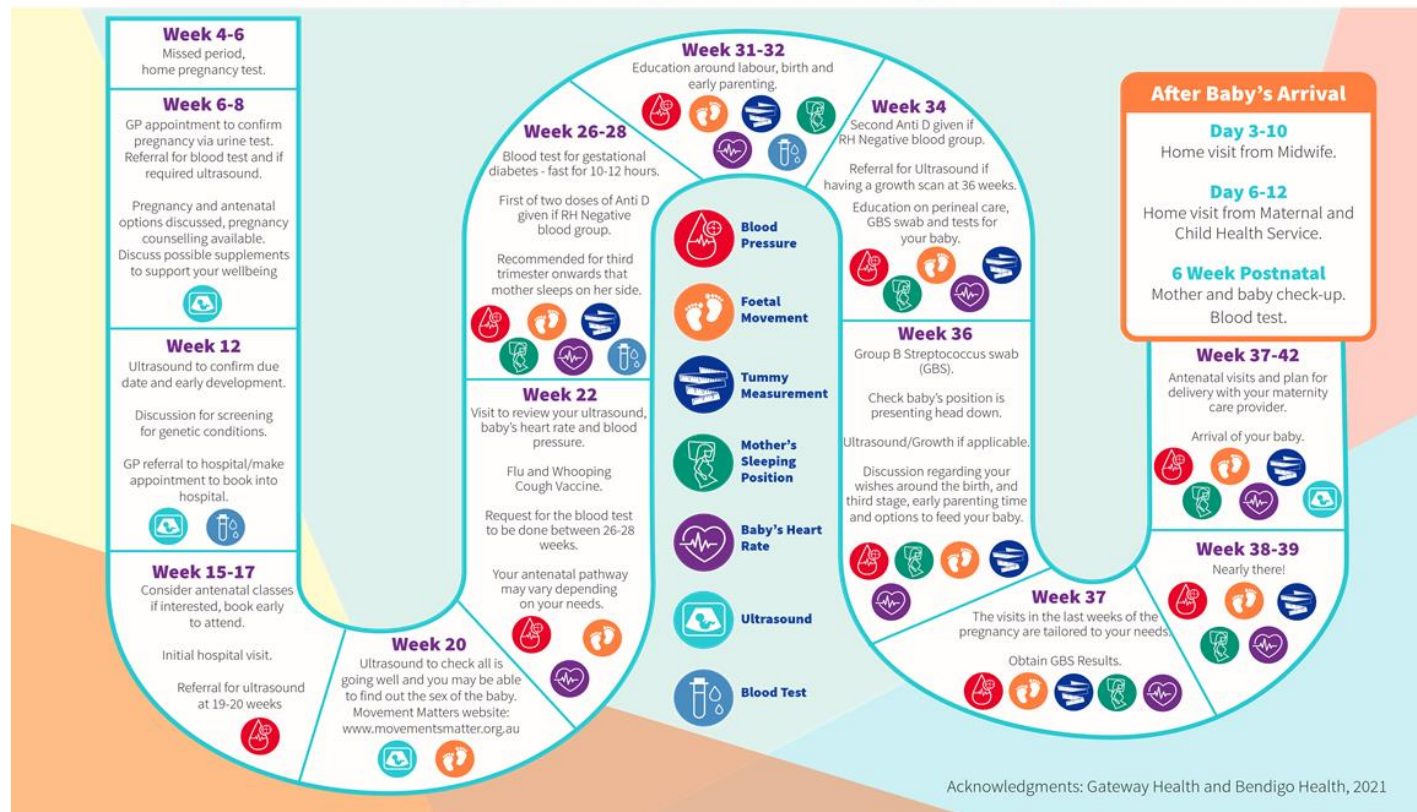 Week 4-6
Missed period,
home pregnancy test.
Week 6-8
GP appointment to confirm
pregnancy via urine test.
Referral for blood test and if
required ultrasound.
Pregnancy and antenatal
options discussed, pregnancy
counselling available.
Discuss possible supplements
to support your wellbeing
Week 12
Ultrasound to confirm due
date and early development.
Discussion for screening
for genetic conditions.
GP referral to hospital/make
appointment to book into
hospital.
Week 15-17
Consider antenatal classes
if interested, book early
to attend.
Initial hospital visit.
Referral for ultrasound
at 19-20 weeks
Week 20
Ultrasound to check all is
going well and you may be able
to find out the sex of the baby.
Movement Matters website:
www.movementsmatter.org.au
Week 22
Visit to review your ultrasound,
baby's heart rate and blood
pressure.
Flu and Whooping
Cough Vaccine.
Request for the blood test
to be done between 26-28
weeks.
Your antenatal pathway
may vary depending
on your needs.
Week 26-28
Blood test for gestational
diabetes - fast for 10-12 hours.
First of two doses of Anti D
given if RH Negative
blood group.
Recommended for third
trimester onwards that
mother sleeps on her side.
Week 31-32
Education around labour, birth and
early parenting.
Week 34
Second Anti D given if
RH Negative blood group.
Referral for Ultrasound if
having a growth scan at 36 weeks.
Education on perineal care,
GBS swab and tests for
your baby.
Week 36
Group B Streptococcus swab
(GBS).
Check baby's position is
presenting head down.
Ultrasound/Growth if applicable.
Discussion regarding your
wishes around the birth, and
third stage, early parenting time
and options to feed your baby.
Week 37
The visits in the last weeks of the
pregnancy are tailored to your needs.
Obtain GBS Results.
Week 38-39
Nearly there!
Week 37-42
Antenatal visits and plan for
delivery with your maternity
care provider.
Arrival of your baby.
After Baby's Arrival
Day 3-10
Home visit from Midwife.
Day 6-12
Home visit from Maternal and
Child Health Service.
6 Week Postnatal
Mother and baby check-up.
Blood test.
Blood
Pressure
Foetal
Movement
Tummy
Measurement
Mother's
Sleeping
Position
Baby's Heart
Rate
Ultrasound
Blood Test
Acknowledgments: Gateway Health and Bendigo Health, 2021